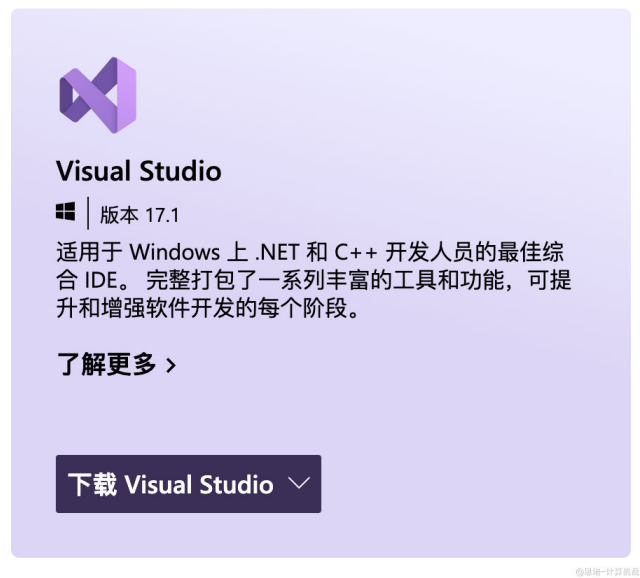 Visual Studio
版本 17.1
适用于 Windows 上 .NET 和 C++ 开发人员的最佳综
合 IDE。 完整打包了一系列丰富的工具和功能，可提
升和增强软件开发的每个阶段。
了解更多 >
下载 Visual Studio